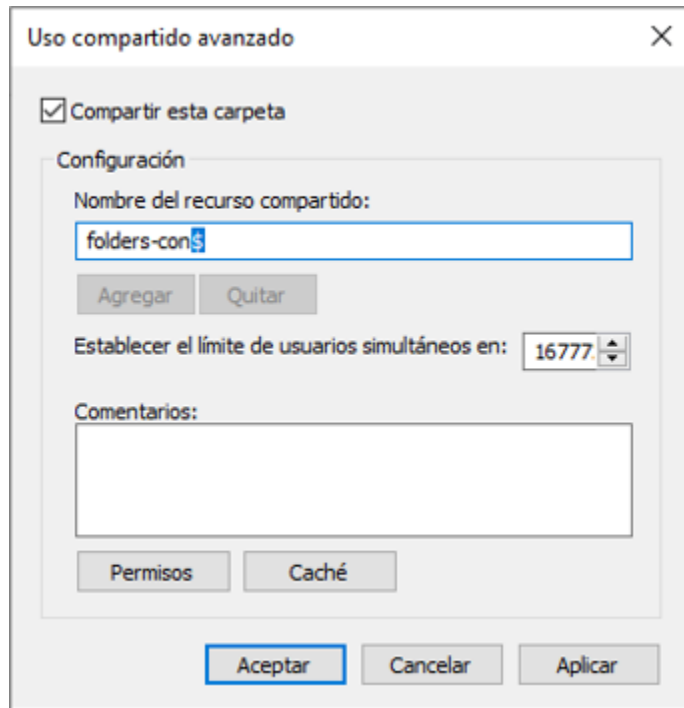 Uso compartido avanzado
Compartir esta carpeta
Configuración
Nombre del recurso compartido:
folders-con$
Agregar Quitar
Establecer el límite de usuarios simultáneos en: 16777
Comentarios:
Permisos Caché
Aceptar Cancelar Aplicar